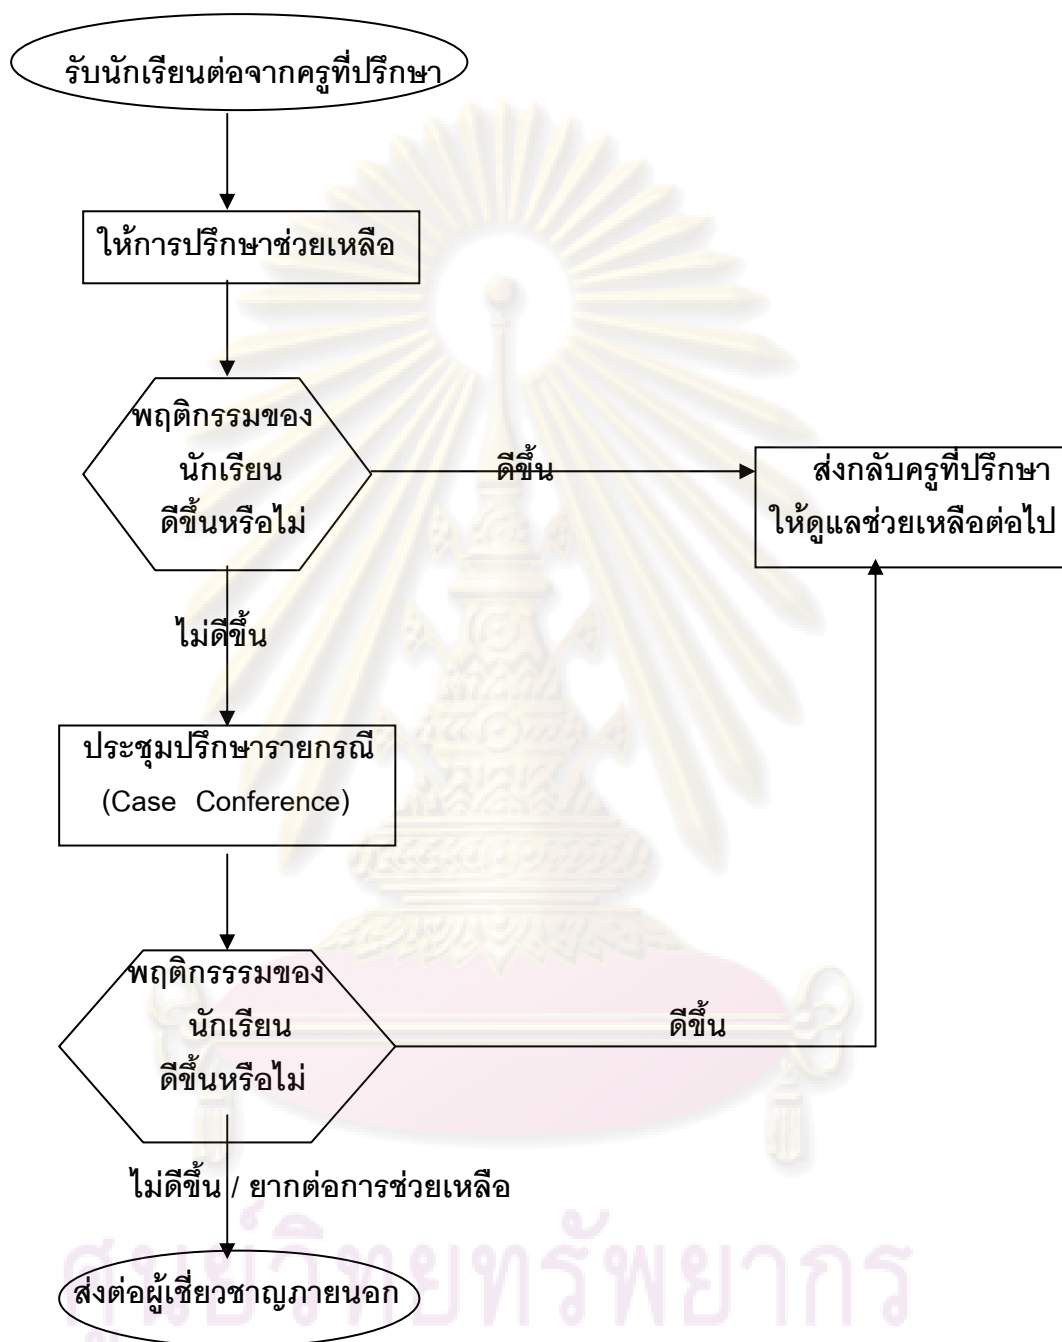 รับนักเรียนต่อจากครูที่ปรึกษา
ให้การปรึกษาช่วยเหลือ
พฤติกรรมของ
นักเรียน
ดีขึ้นหรือไม่
ดีขึ้น
ส่งกลับครูที่ปรึกษา
ให้ดูแลช่วยเหลือต่อไป
ไม่ดีขึ้น
ประชุมปรึกษารายกรณี
(Case Conference)
พฤติกรรรมของ
นักเรียน
ดีขึ้นหรือไม่
ดีขึ้น
ไม่ดีขึ้น / ยากต่อการช่วยเหลือ
ส่งต่อผู้เชี่ยวชาญภายนอก
ศูนย์วิทยทรัพยากร